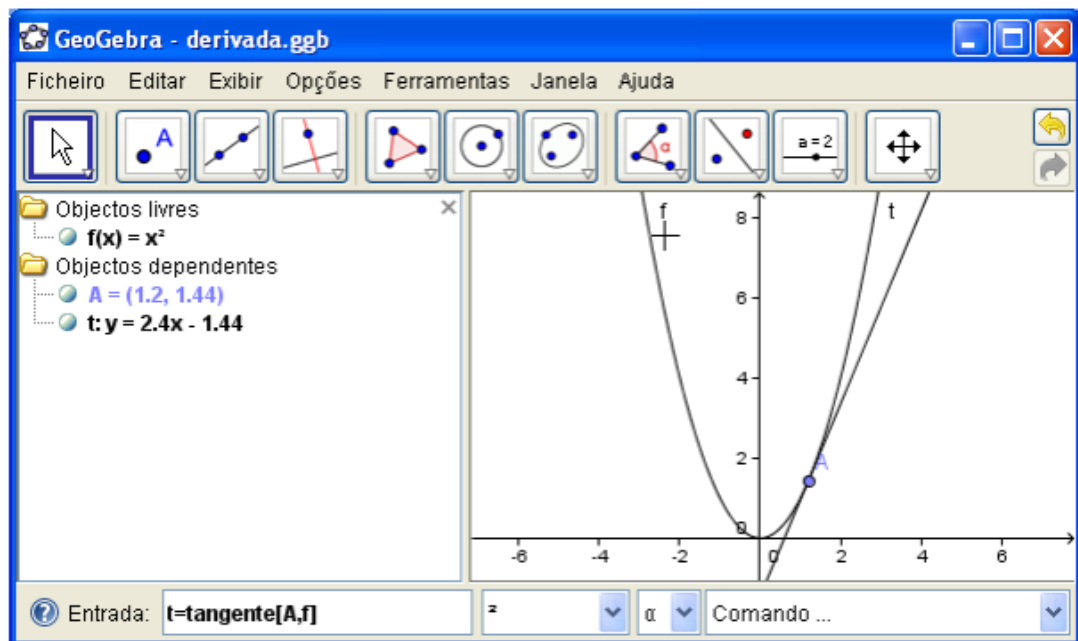 GeoGebra - derivada.ggb
Ficheiro Editar Exibir Opções Ferramentas Janela Ajuda
A
α
a = 2
Objectos livres
f(x) = x²
Objectos dependentes
A = (1.2, 1.44)
t: y = 2.4x - 1.44
f
t
8
6
4
2
0
A
-6 -4 -2 0 2 4 6
Entrada: t=tangente[A,f] ² α Comando ...